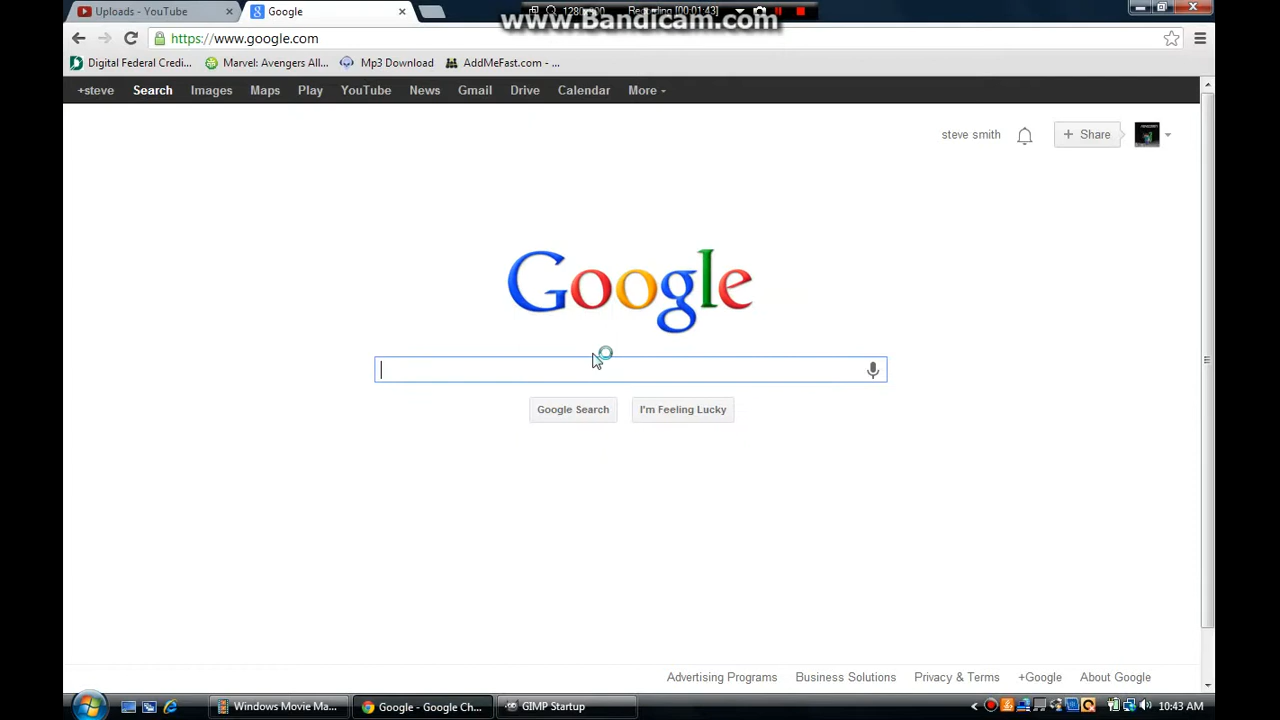 Uploads - YouTube
Google
Recording [00:01:43]
www.Bandicam.com
https://www.google.com
Digital Federal Credi...
Marvel: Avengers All...
Mp3 Download
AddMeFast.com - ...
+steve
Search
Images
Maps
Play
YouTube
News
Gmail
Drive
Calendar
More
steve smith
+ Share
Google
Google Search
I'm Feeling Lucky
Advertising Programs
Business Solutions
Privacy & Terms
+Google
About Google
Windows Movie Ma...
Google - Google Ch...
GIMP Startup
10:43 AM